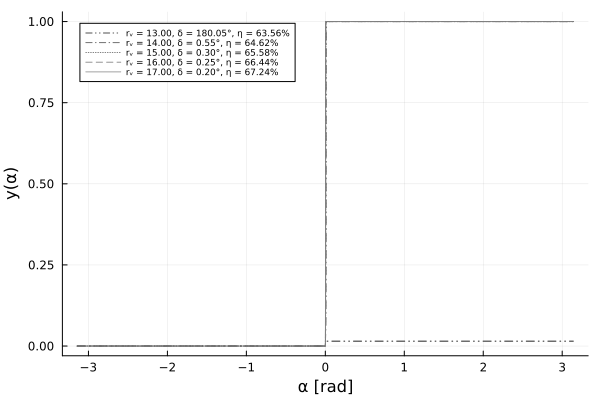 1.00
rᵥ = 13.00, δ = 180.05°, η = 63.56%
rᵥ = 14.00, δ = 0.55°, η = 64.62%
rᵥ = 15.00, δ = 0.30°, η = 65.58%
rᵥ = 16.00, δ = 0.25°, η = 66.44%
rᵥ = 17.00, δ = 0.20°, η = 67.24%
0.75
y(α)
0.50
0.25
0.00
−3 −2 −1 0 1 2 3
α [rad]